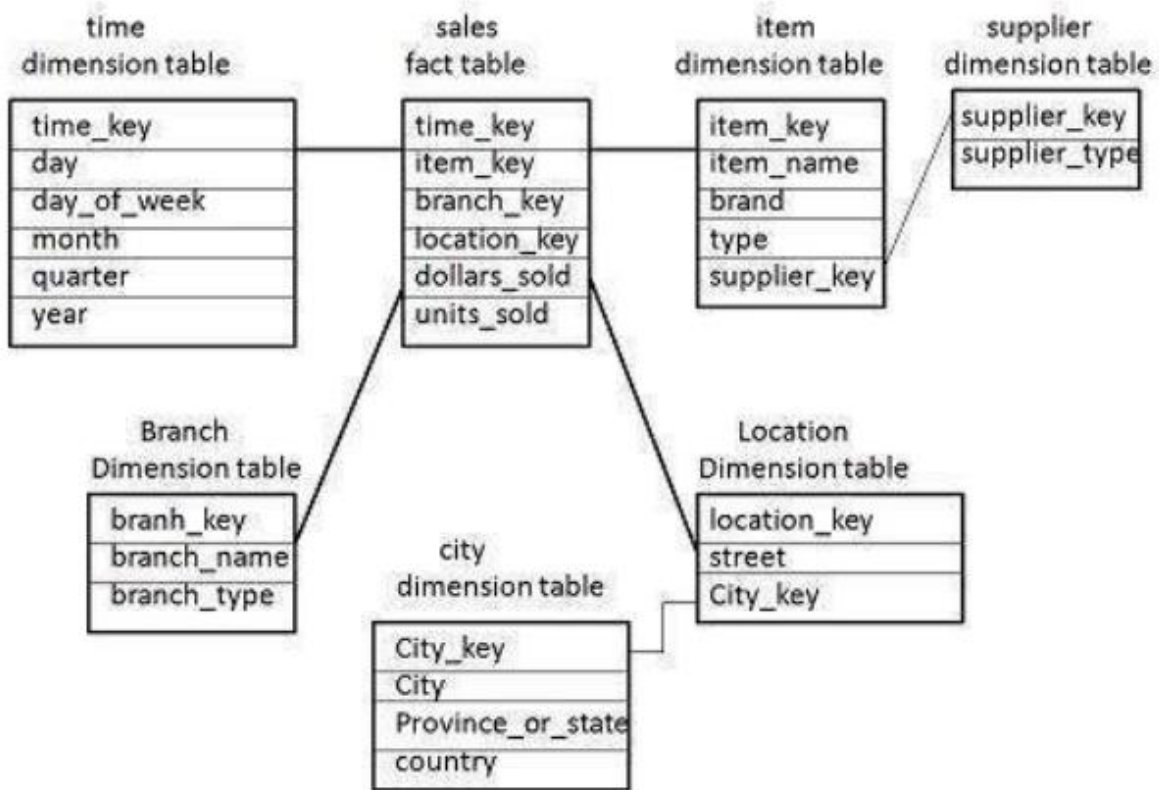 time
dimension table
time_key
day
day_of_week
month
quarter
year
sales
fact table
time_key
item_key
branch_key
location_key
dollars_sold
units_sold
item
dimension table
item_key
item_name
brand
type
supplier_key
supplier
dimension table
supplier_key
supplier_type
Branch
Dimension table
branh_key
branch_name
branch_type
city
dimension table
City_key
City
Province_or_state
country
Location
Dimension table
location_key
street
City_key